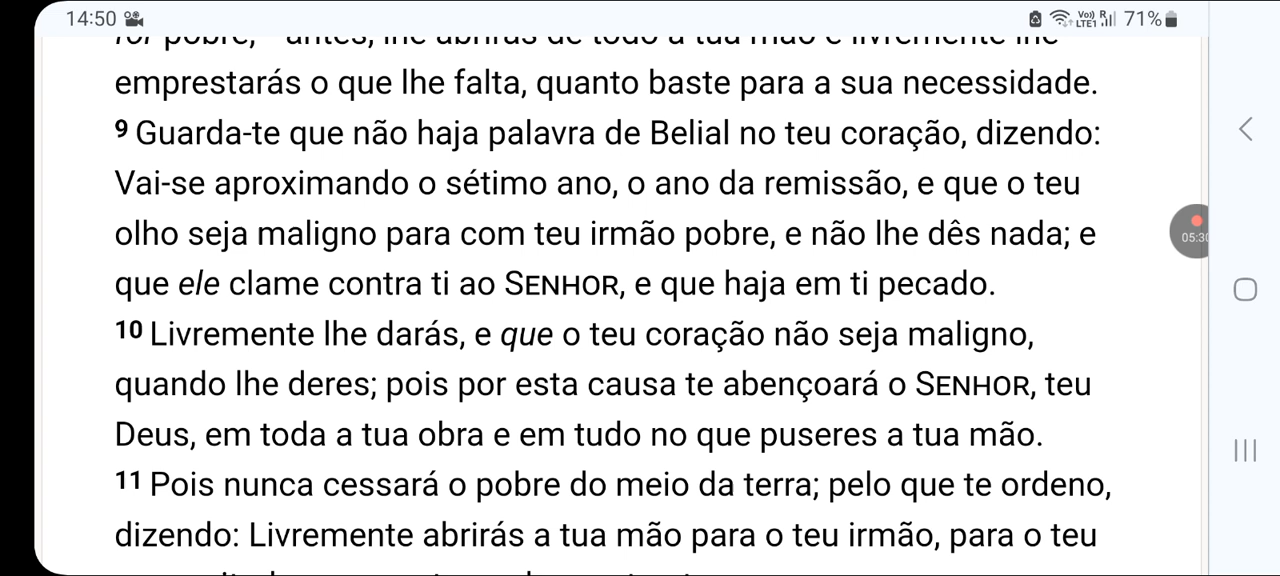 14:50 Vo)) R LTE1 71%
emprestarás o que lhe falta, quanto baste para a sua necessidade.
9 Guarda-te que não haja palavra de Belial no teu coração, dizendo:
Vai-se aproximando o sétimo ano, o ano da remissão, e que o teu
olho seja maligno para com teu irmão pobre, e não lhe dês nada; e
05:30
que ele clame contra ti ao SENHOR, e que haja em ti pecado.
10 Livremente lhe darás, e que o teu coração não seja maligno,
quando lhe deres; pois por esta causa te abençoará o SENHOR, teu
Deus, em toda a tua obra e em tudo no que puseres a tua mão.
11 Pois nunca cessará o pobre do meio da terra; pelo que te ordeno,
dizendo: Livremente abrirás a tua mão para o teu irmão, para o teu